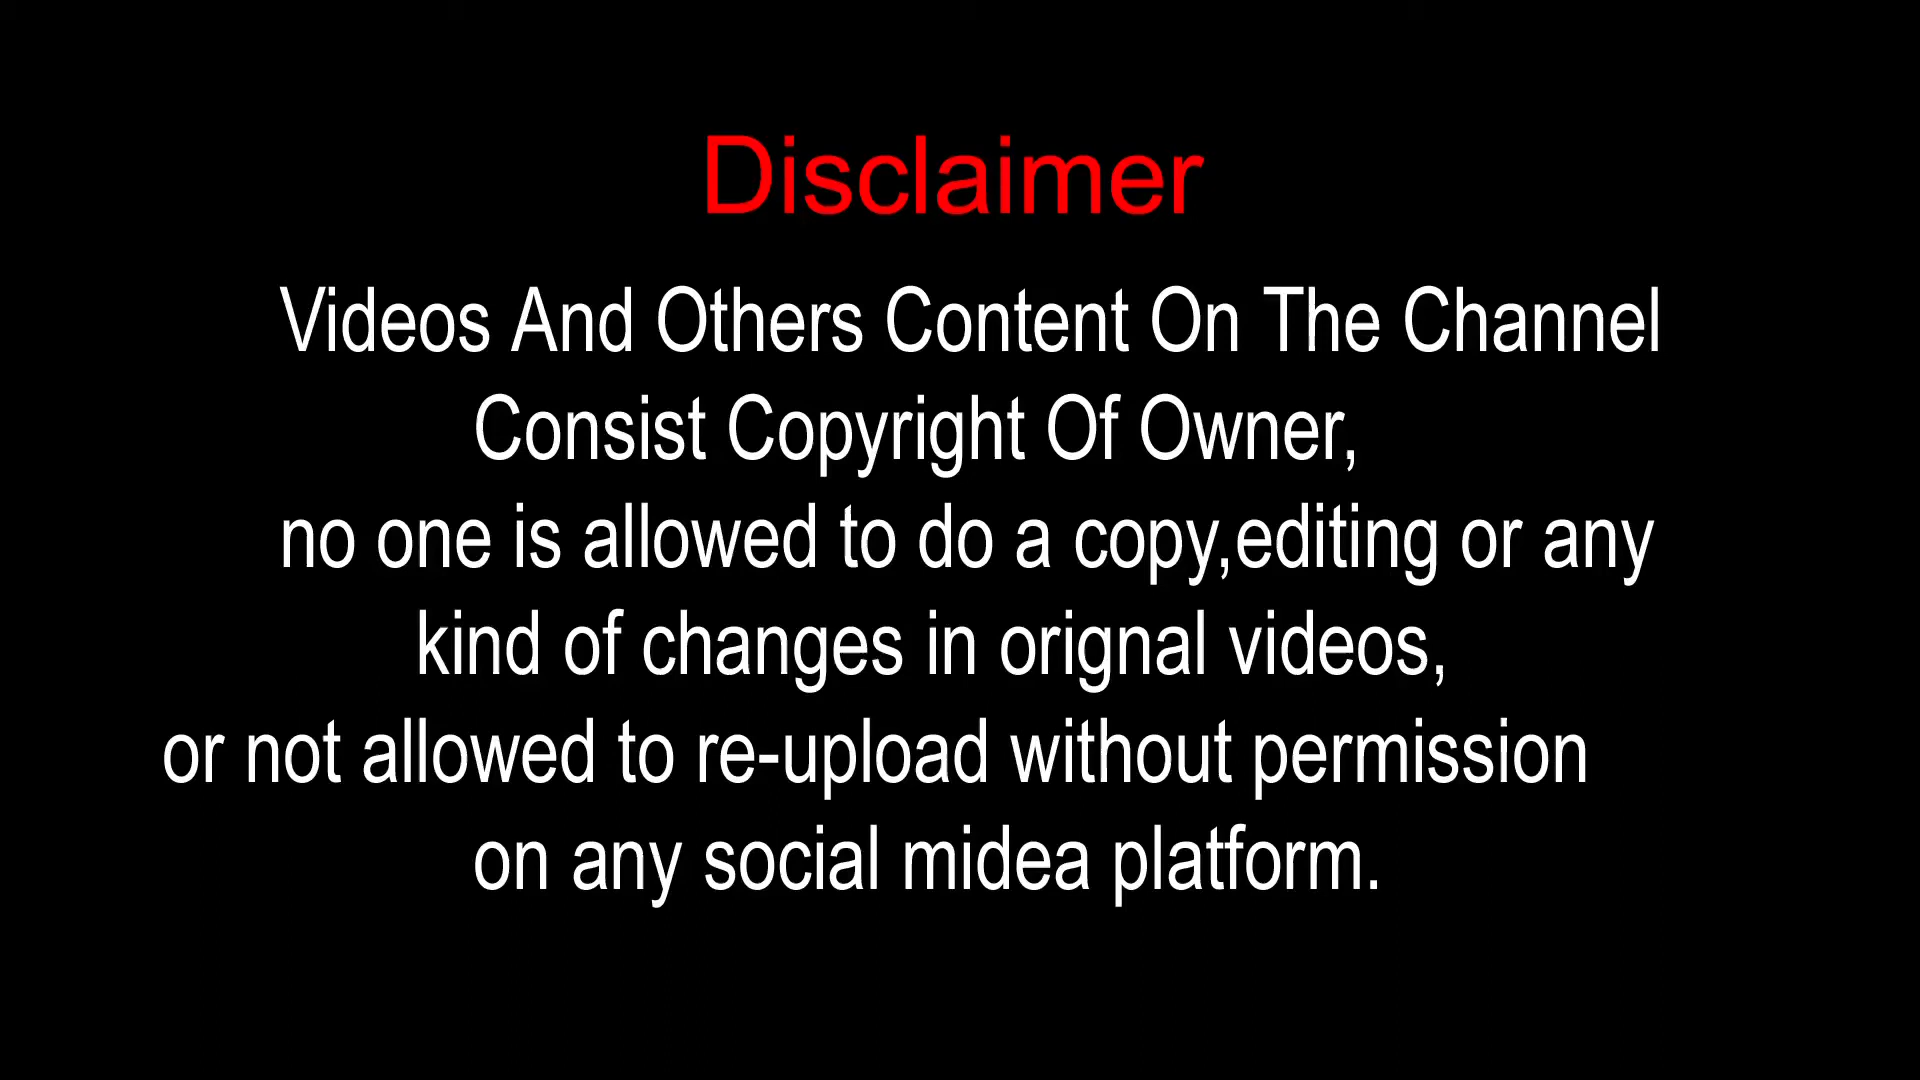 Disclaimer
Videos And Others Content On The Channel
Consist Copyright Of Owner,
no one is allowed to do a copy,editing or any
kind of changes in orignal videos,
or not allowed to re-upload without permission
on any social midea platform.